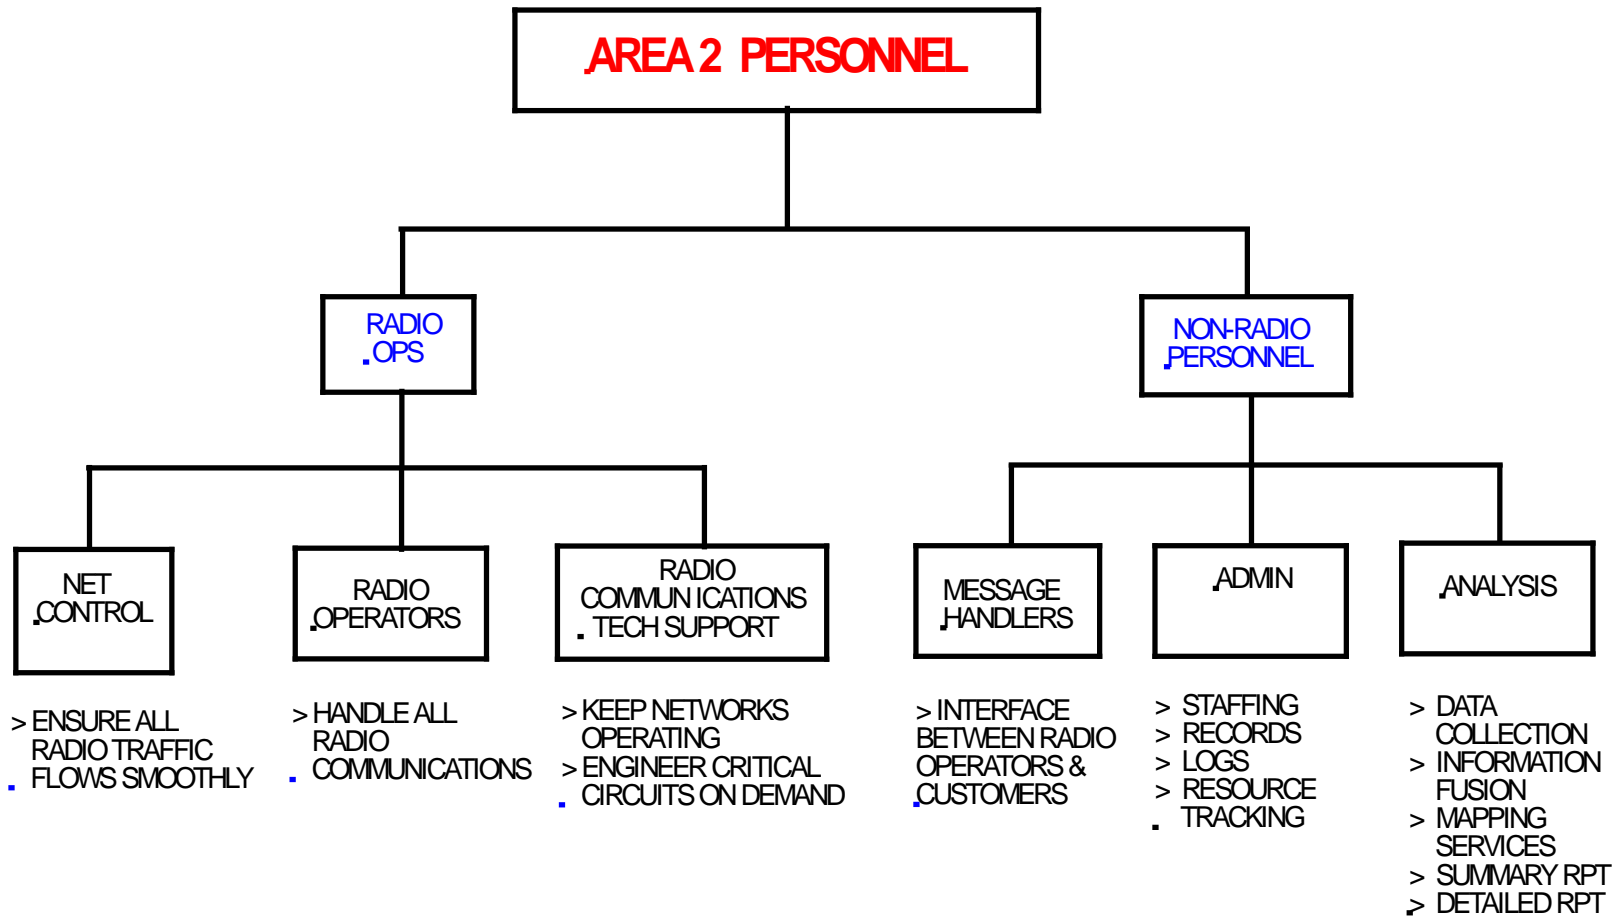 AREA 2 PERSONNEL
RADIO
OPS
NON-RADIO
PERSONNEL
NET
CONTROL
RADIO
OPERATORS
RADIO
COMMUNICATIONS
TECH SUPPORT
MESSAGE
HANDLERS
ADMIN
ANALYSIS
> ENSURE ALL
RADIO TRAFFIC
FLOWS SMOOTHLY
> HANDLE ALL
RADIO
COMMUNICATIONS
> KEEP NETWORKS
OPERATING
> ENGINEER CRITICAL
CIRCUITS ON DEMAND
> INTERFACE
BETWEEN RADIO
OPERATORS &
CUSTOMERS
> STAFFING
> RECORDS
> LOGS
> RESOURCE
TRACKING
> DATA
COLLECTION
> INFORMATION
FUSION
> MAPPING
SERVICES
> SUMMARY RPT
> DETAILED RPT